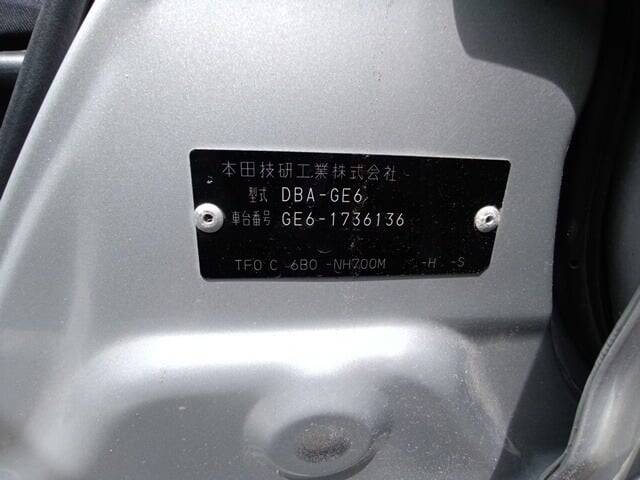 本田技研工業株式会社
型式 DBA-GE6
車台番号 GE6-1736136
TF0 C 6B0 -NH700M -H -S